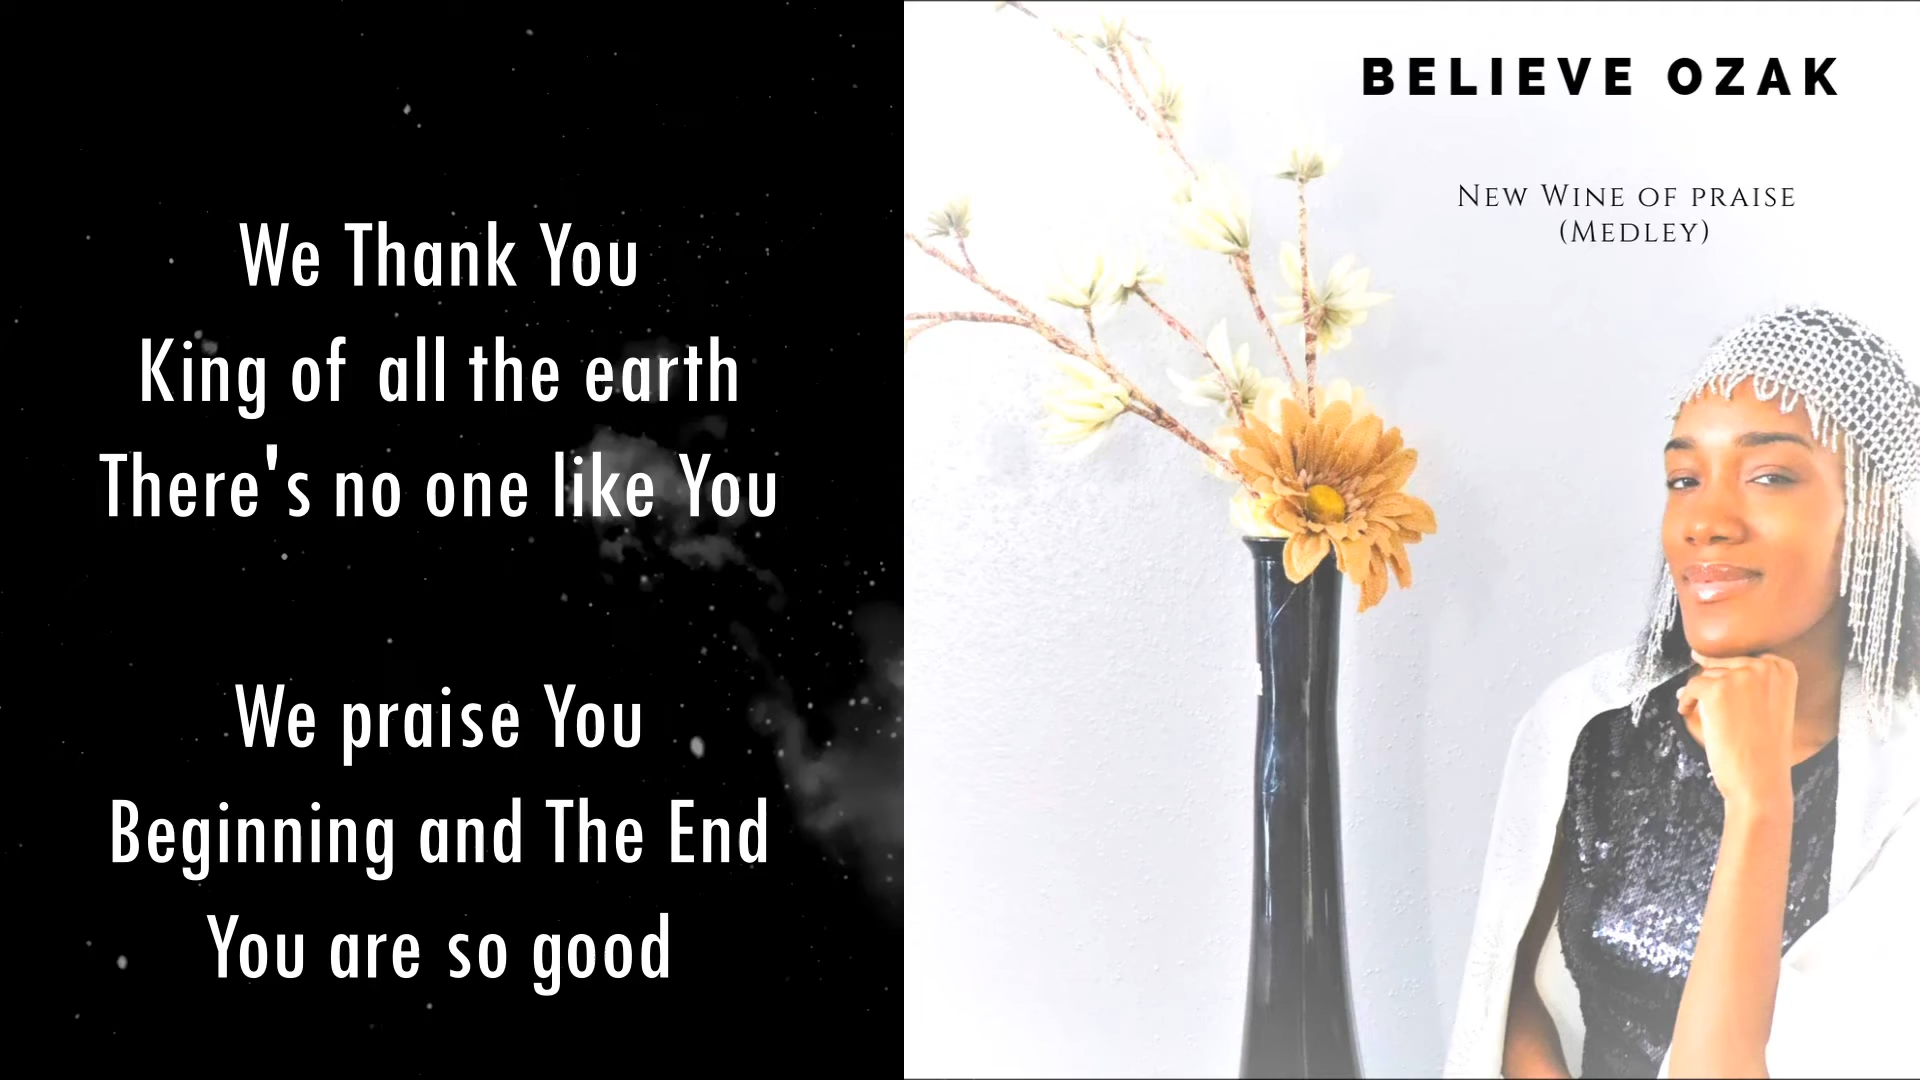 We Thank You
King of all the earth
There's no one like You
We praise You
Beginning and The End
You are so good
BELIEVE OZAK
NEW WINE OF PRAISE
(MEDLEY)